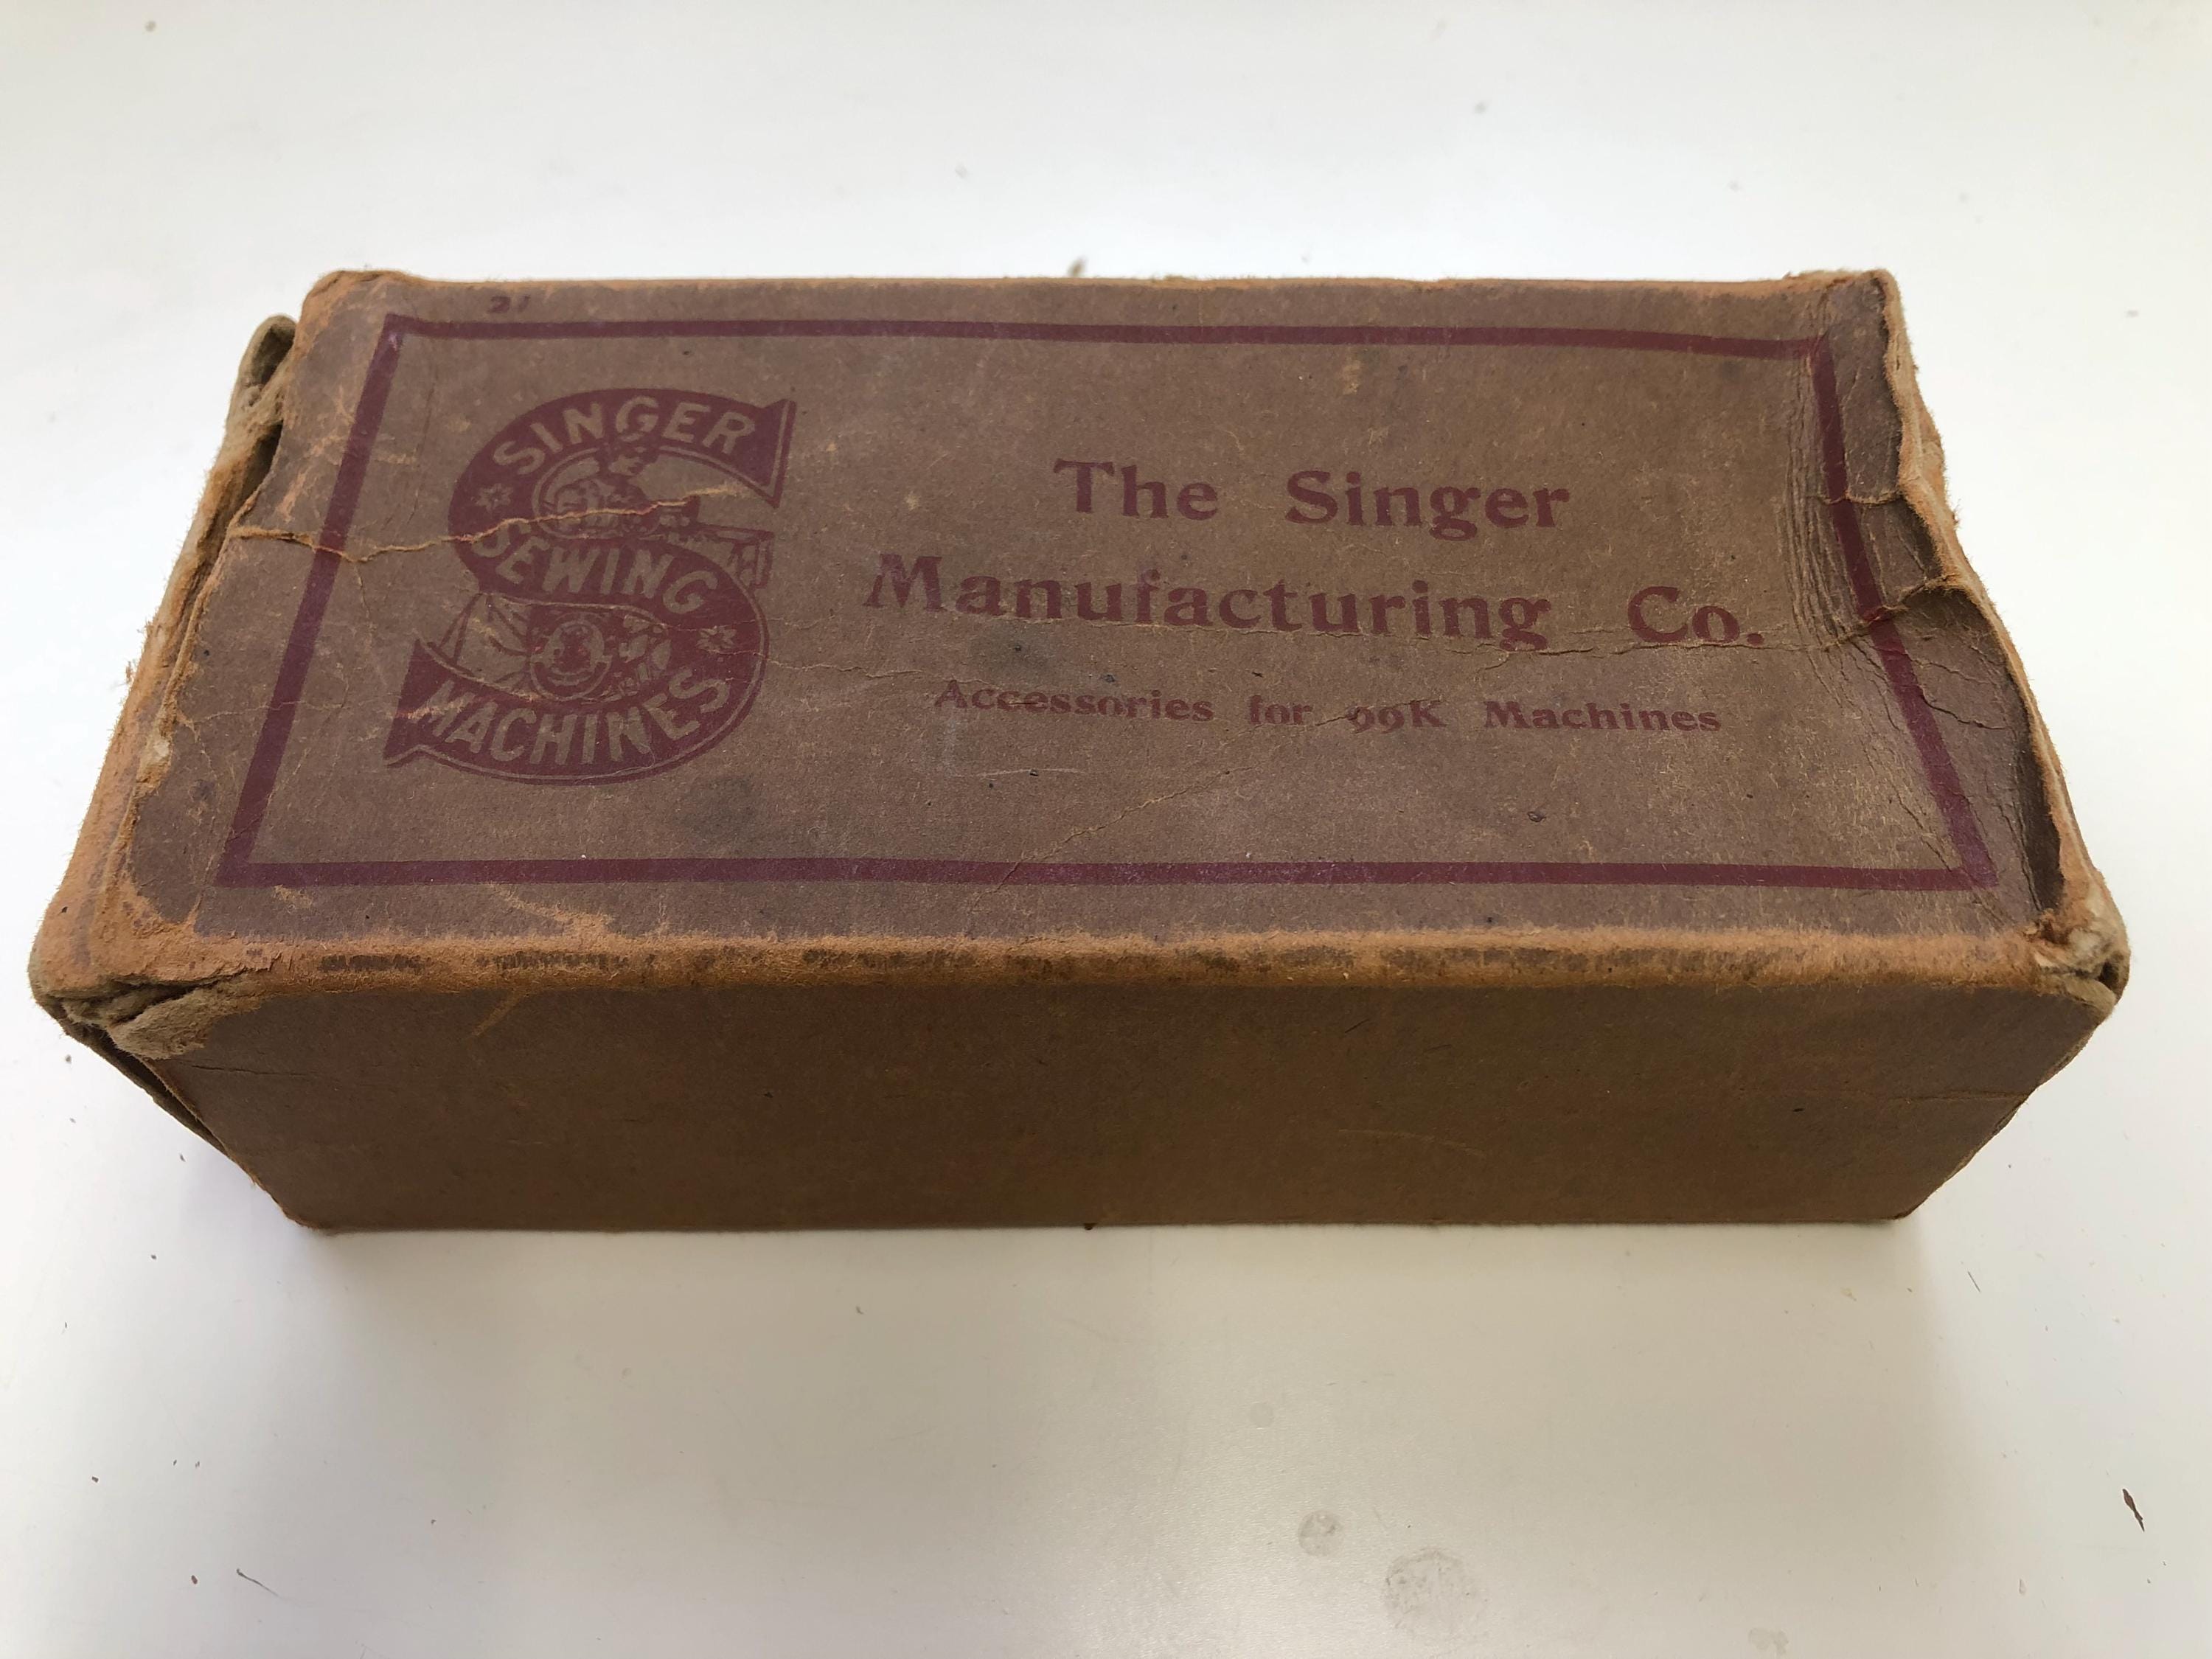 21
SINGER
SEWING
MACHINES
The Singer
Manufacturing Co.
Accessories for 99K Machines